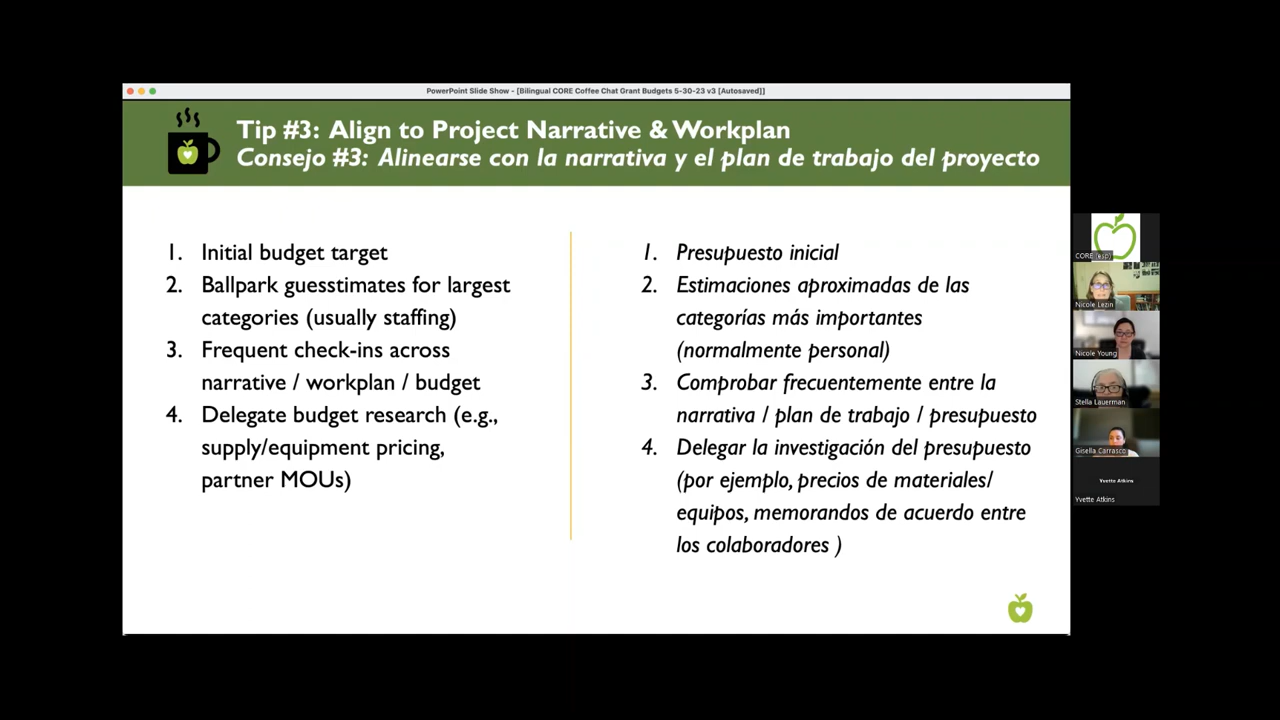 PowerPoint Slide Show - [Bilingual CORE Coffee Chat Grant Budgets 5-30-23 v3 [Autosaved]]
Tip #3: Align to Project Narrative & Workplan
Consejo #3: Alinearse con la narrativa y el plan de trabajo del proyecto
1. Initial budget target
2. Ballpark guesstimates for largest
categories (usually staffing)
3. Frequent check-ins across
narrative / workplan / budget
4. Delegate budget research (e.g.,
supply/equipment pricing,
partner MOUs)
1. Presupuesto inicial
2. Estimaciones aproximadas de las
categorías más importantes
(normalmente personal)
3. Comprobar frecuentemente entre la
narrativa / plan de trabajo / presupuesto
4. Delegar la investigación del presupuesto
(por ejemplo, precios de materiales/
equipos, memorandos de acuerdo entre
los colaboradores )
CORE (esp)
Nicole Lezin
Nicole Young
Stella Lauerman
Gisella Carrasco
Yvette Atkins
Yvette Atkins